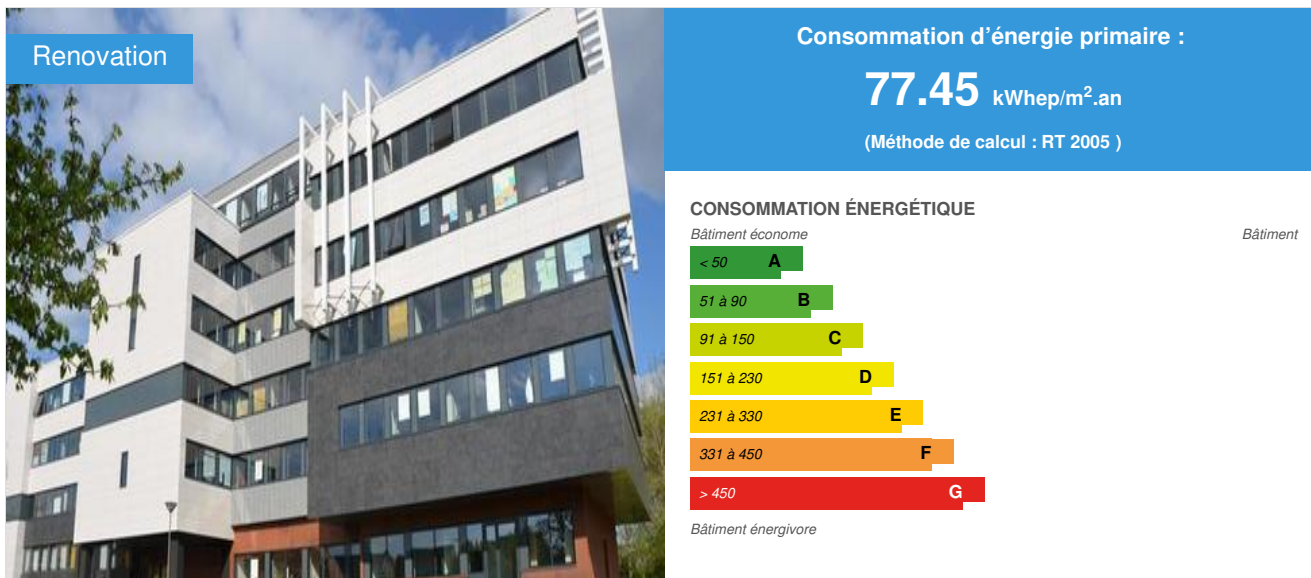 Renovation
Consommation d'énergie primaire :
77.45 kWhep/m².an
(Méthode de calcul : RT 2005 )
CONSOMMATION ÉNERGÉTIQUE
Bâtiment économe
Bâtiment
< 50 A
51 à 90 B
91 à 150 C
151 à 230 D
231 à 330 E
331 à 450 F
> 450 G
Bâtiment énergivore